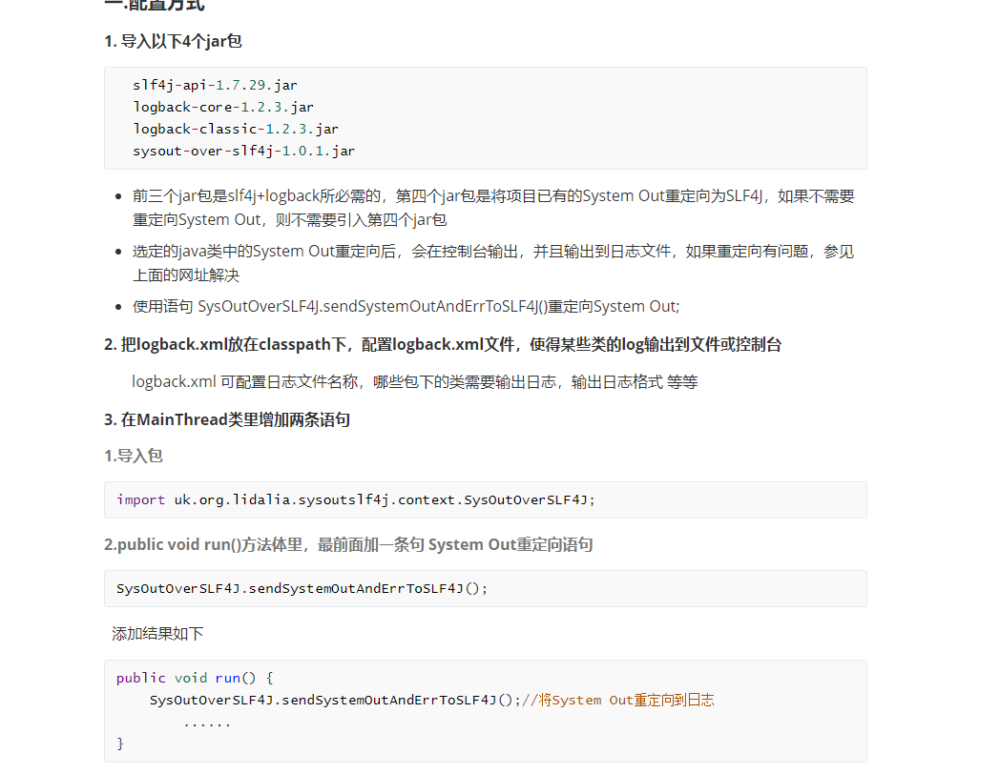 一.配置方式
1. 导入以下4个jar包
slf4j-api-1.7.29.jar
logback-core-1.2.3.jar
logback-classic-1.2.3.jar
sysout-over-slf4j-1.0.1.jar
前三个jar包是slf4j+logback所必需的，第四个jar包是将项目已有的System Out重定向为SLF4J，如果不需要
重定向System Out，则不需要引入第四个jar包
选定的java类中的System Out重定向后，会在控制台输出，并且输出到日志文件，如果重定向有问题，参见
上面的网址解决
使用语句 SysOutOverSLF4J.sendSystemOutAndErrToSLF4J()重定向System Out;
2. 把logback.xml放在classpath下，配置logback.xml文件，使得某些类的log输出到文件或控制台
logback.xml 可配置日志文件名称，哪些包下的类需要输出日志，输出日志格式 等等
3. 在MainThread类里增加两条语句
1.导入包
import uk.org.lidalia.sysoutslf4j.context.SysOutOverSLF4J;
2.public void run()方法体里，最前面加一条句 System Out重定向语句
SysOutOverSLF4J.sendSystemOutAndErrToSLF4J();
添加结果如下
public void run() {
SysOutOverSLF4J.sendSystemOutAndErrToSLF4J();//将System Out重定向到日志
......
}